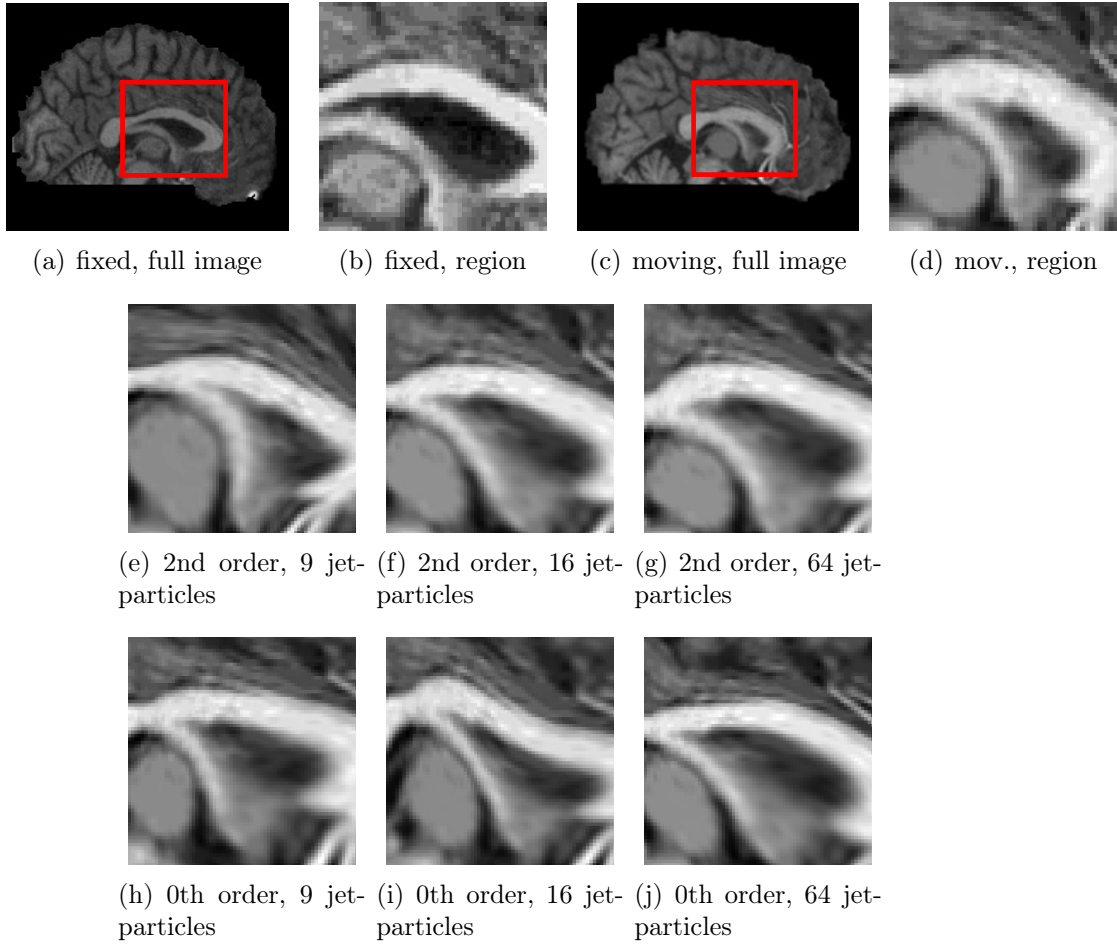 (a) fixed, full image
(b) fixed, region
(c) moving, full image
(d) mov., region
(e) 2nd order, 9 jet-
particles
(f) 2nd order, 16 jet-
particles
(g) 2nd order, 64 jet-
particles
(h) 0th order, 9 jet-
particles
(i) 0th order, 16 jet-
particles
(j) 0th order, 64 jet-
particles